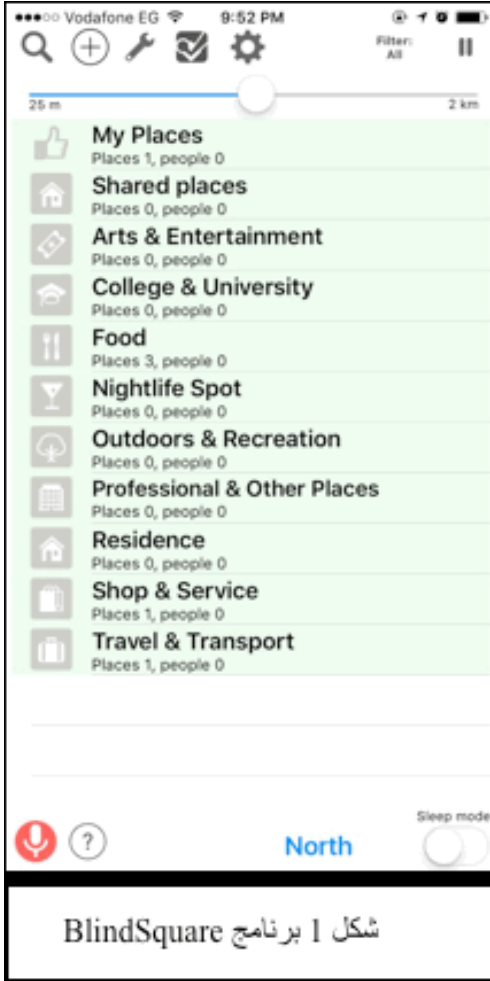 Vodafone EG 9:52 PM
Filter:
All
25 m 2 km
My Places
Places 1, people 0
Shared places
Places 0, people 0
Arts & Entertainment
Places 0, people 0
College & University
Places 0, people 0
Food
Places 3, people 0
Nightlife Spot
Places 0, people 0
Outdoors & Recreation
Places 0, people 0
Professional & Other Places
Places 0, people 0
Residence
Places 0, people 0
Shop & Service
Places 1, people 0
Travel & Transport
Places 1, people 0
Sleep mode
? North
شكل 1 برنامج BlindSquare